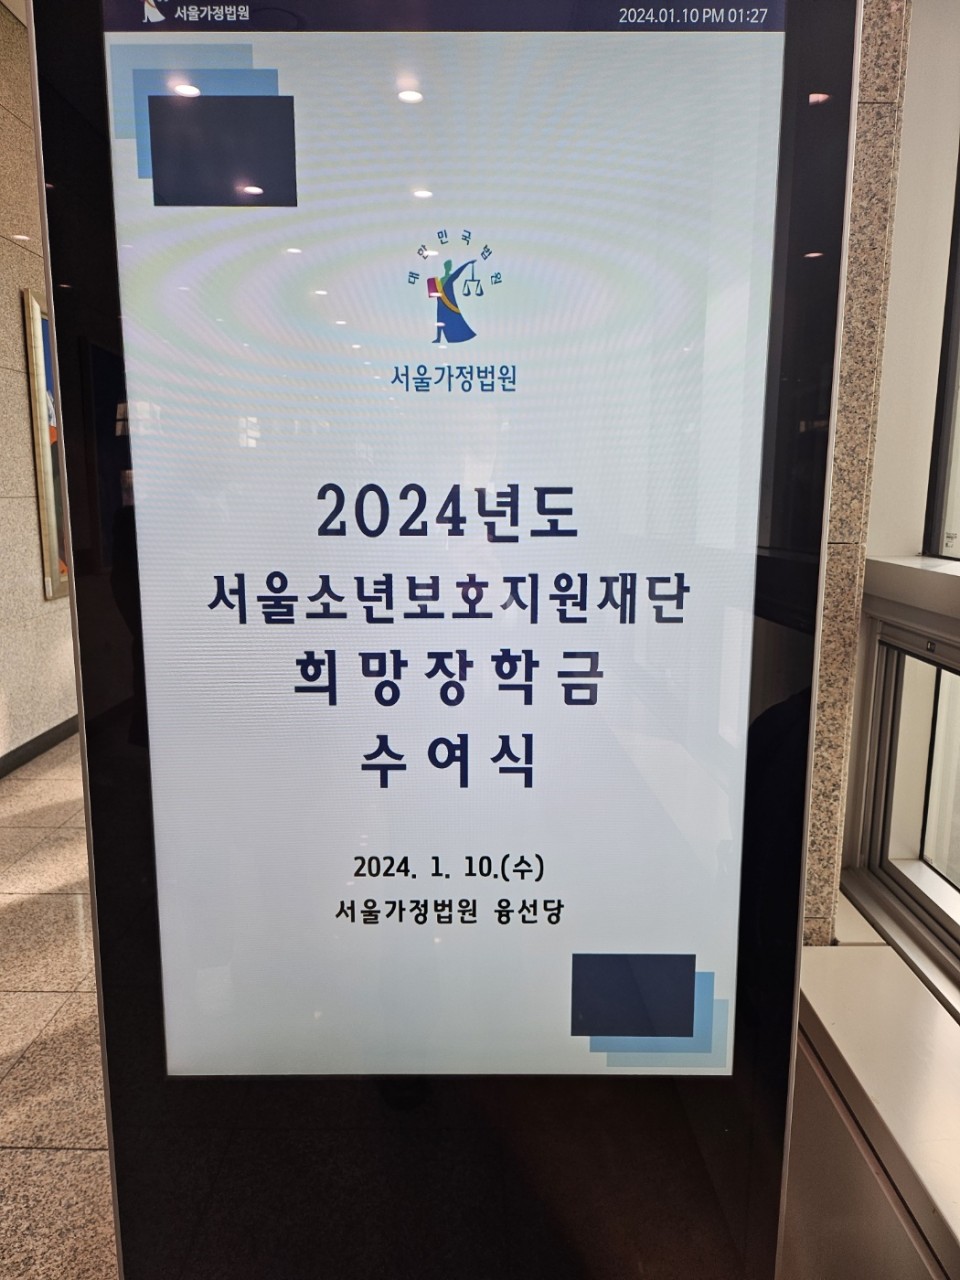 서울가정법원
2024.01.10 PM 01:27
대한민국법원
서울가정법원
2024년도
서울소년보호지원재단
희망장학금
수여식
2024. 1. 10.(수)
서울가정법원 융선당